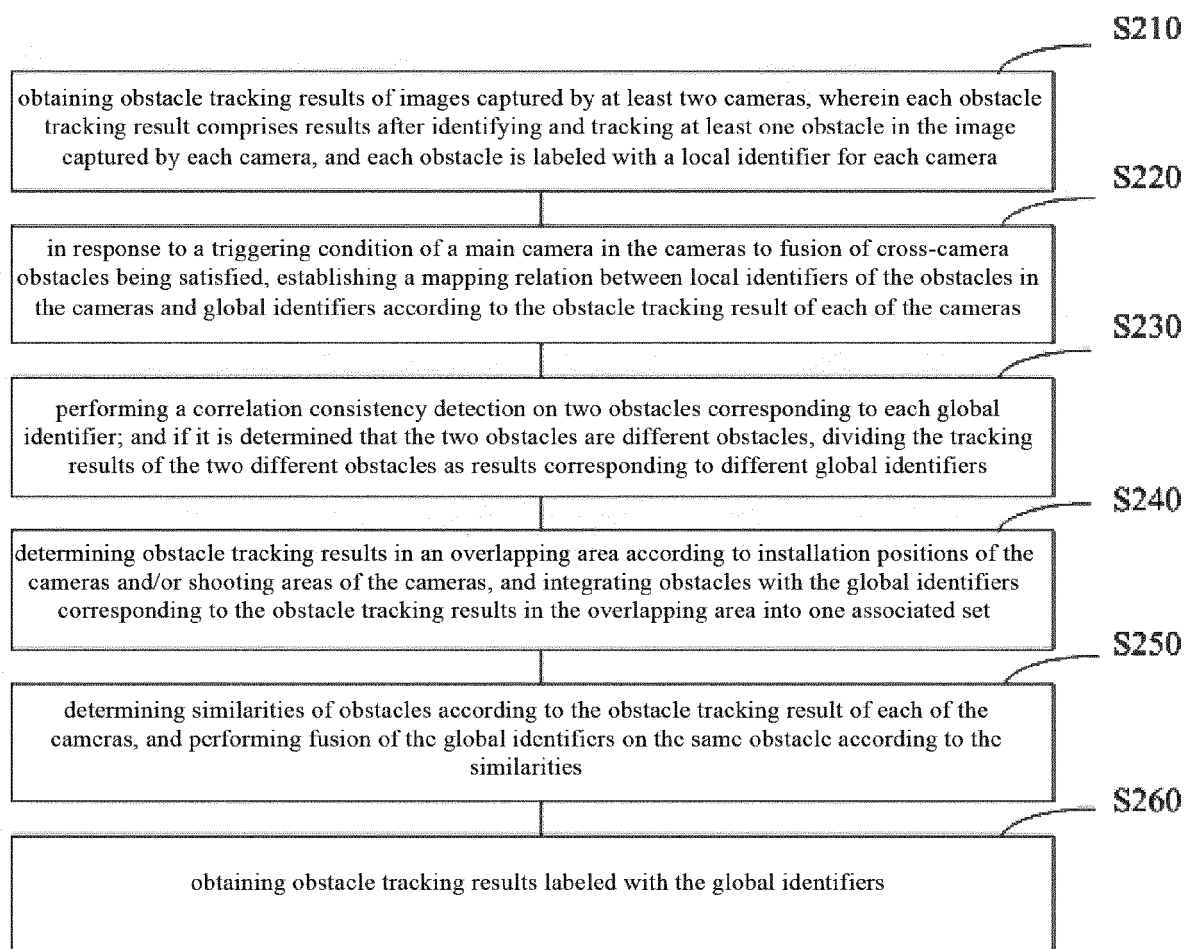 S210
obtaining obstacle tracking results of images captured by at least two cameras, wherein each obstacle
tracking result comprises results after identifying and tracking at least one obstacle in the image
captured by each camera, and each obstacle is labeled with a local identifier for each camera
S220
in response to a triggering condition of a main camera in the cameras to fusion of cross-camera
obstacles being satisfied, establishing a mapping relation between local identifiers of the obstacles in
the cameras and global identifiers according to the obstacle tracking result of each of the cameras
S230
performing a correlation consistency detection on two obstacles corresponding to each global
identifier; and if it is determined that the two obstacles are different obstacles, dividing the tracking
results of the two different obstacles as results corresponding to different global identifiers
S240
determining obstacle tracking results in an overlapping area according to installation positions of the
cameras and/or shooting areas of the cameras, and integrating obstacles with the global identifiers
corresponding to the obstacle tracking results in the overlapping area into one associated set
S250
determining similarities of obstacles according to the obstacle tracking result of each of the
cameras, and performing fusion of the global identifiers on the same obstacle according to the
similarities
S260
obtaining obstacle tracking results labeled with the global identifiers